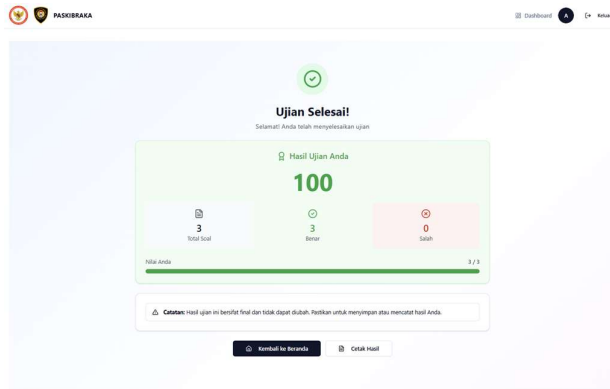 PASKIBRAKA
Dashboard A Keluar
Ujian Selesai!
Selamat! Anda telah menyelesaikan ujian
Hasil Ujian Anda
100
3 3 0
Total Soal Benar Salah
Nilai Anda 3 / 3
Catatan: Hasil ujian ini bersifat final dan tidak dapat diubah. Pastikan untuk menyimpan atau mencatat hasil Anda.
Kembali ke Beranda Cetak Hasil